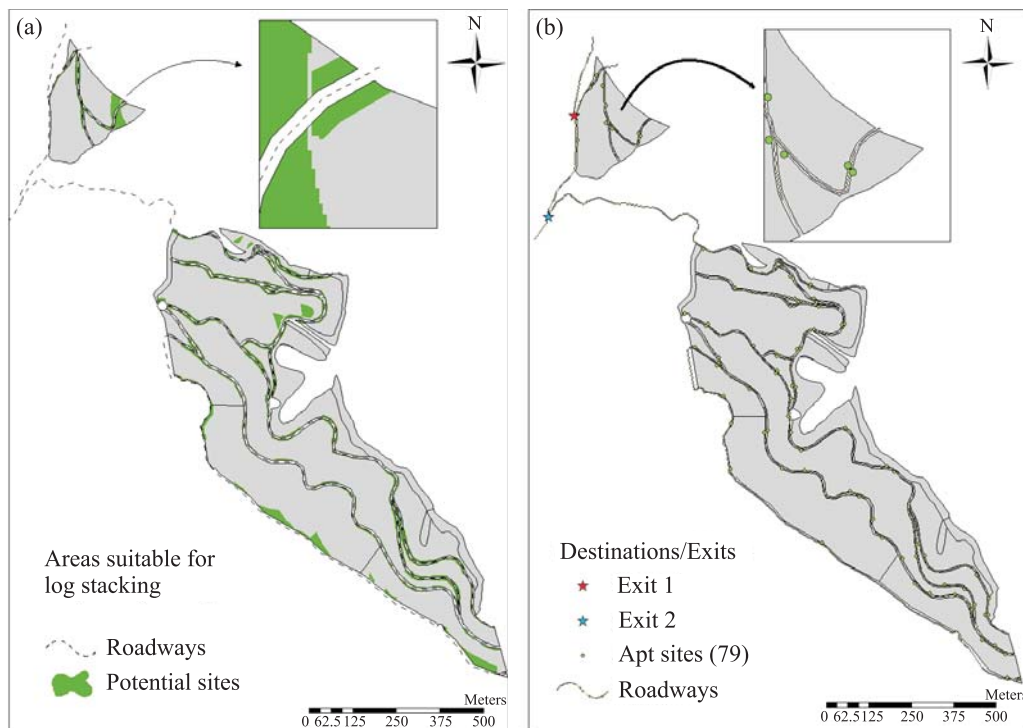 (a)
N
Areas suitable for
log stacking
Roadways
Potential sites
Meters
0 62.5 125 250 375 500
(b)
N
Destinations/Exits
Exit 1
Exit 2
Apt sites (79)
Roadways
Meters
0 62.5 125 250 375 500